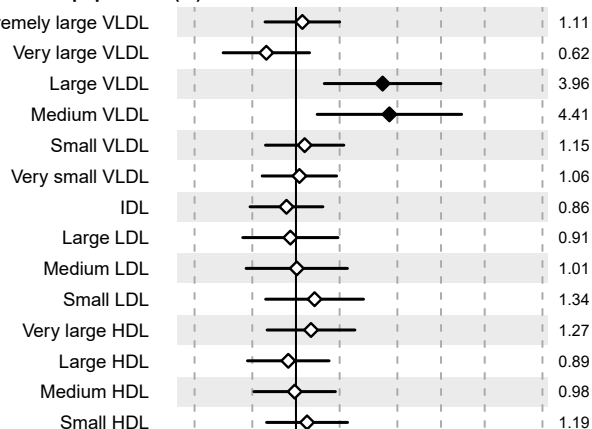 remely large VLDL 1.11
Very large VLDL 0.62
Large VLDL 3.96
Medium VLDL 4.41
Small VLDL 1.15
Very small VLDL 1.06
IDL 0.86
Large LDL 0.91
Medium LDL 1.01
Small LDL 1.34
Very large HDL 1.27
Large HDL 0.89
Medium HDL 0.98
Small HDL 1.19